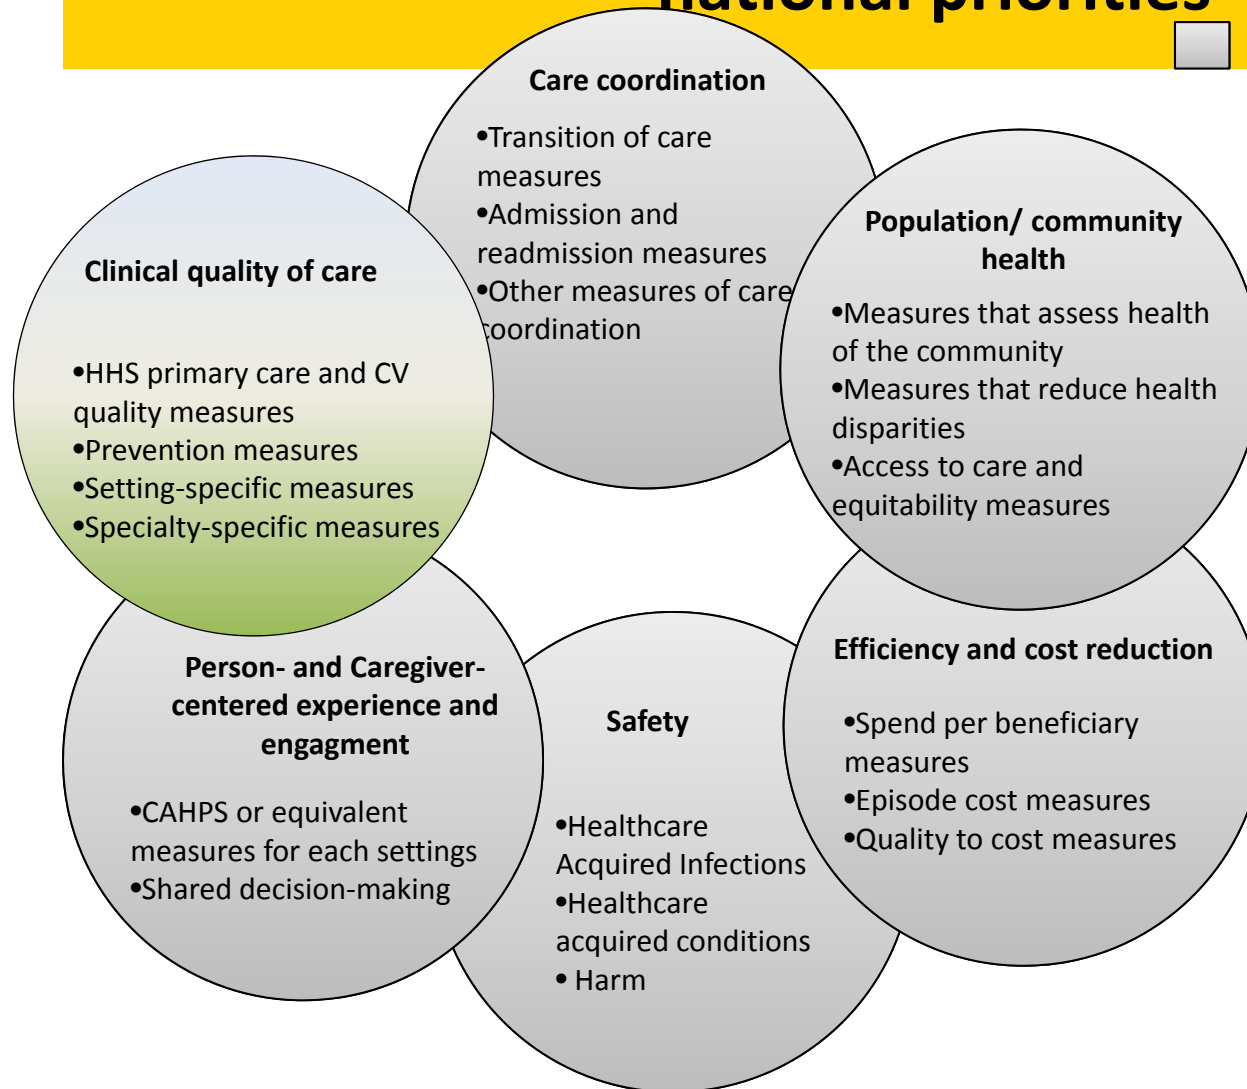 national priorities
Care coordination
•Transition of care
measures
•Admission and
readmission measures
•Other measures of care
coordination
Population/ community
health
•Measures that assess health
of the community
•Measures that reduce health
disparities
•Access to care and
equitability measures
Clinical quality of care
•HHS primary care and CV
quality measures
•Prevention measures
•Setting-specific measures
•Specialty-specific measures
Person- and Caregiver-
centered experience and
engagment
•CAHPS or equivalent
measures for each settings
•Shared decision-making
Safety
•Healthcare
Acquired Infections
•Healthcare
acquired conditions
• Harm
Efficiency and cost reduction
•Spend per beneficiary
measures
•Episode cost measures
•Quality to cost measures